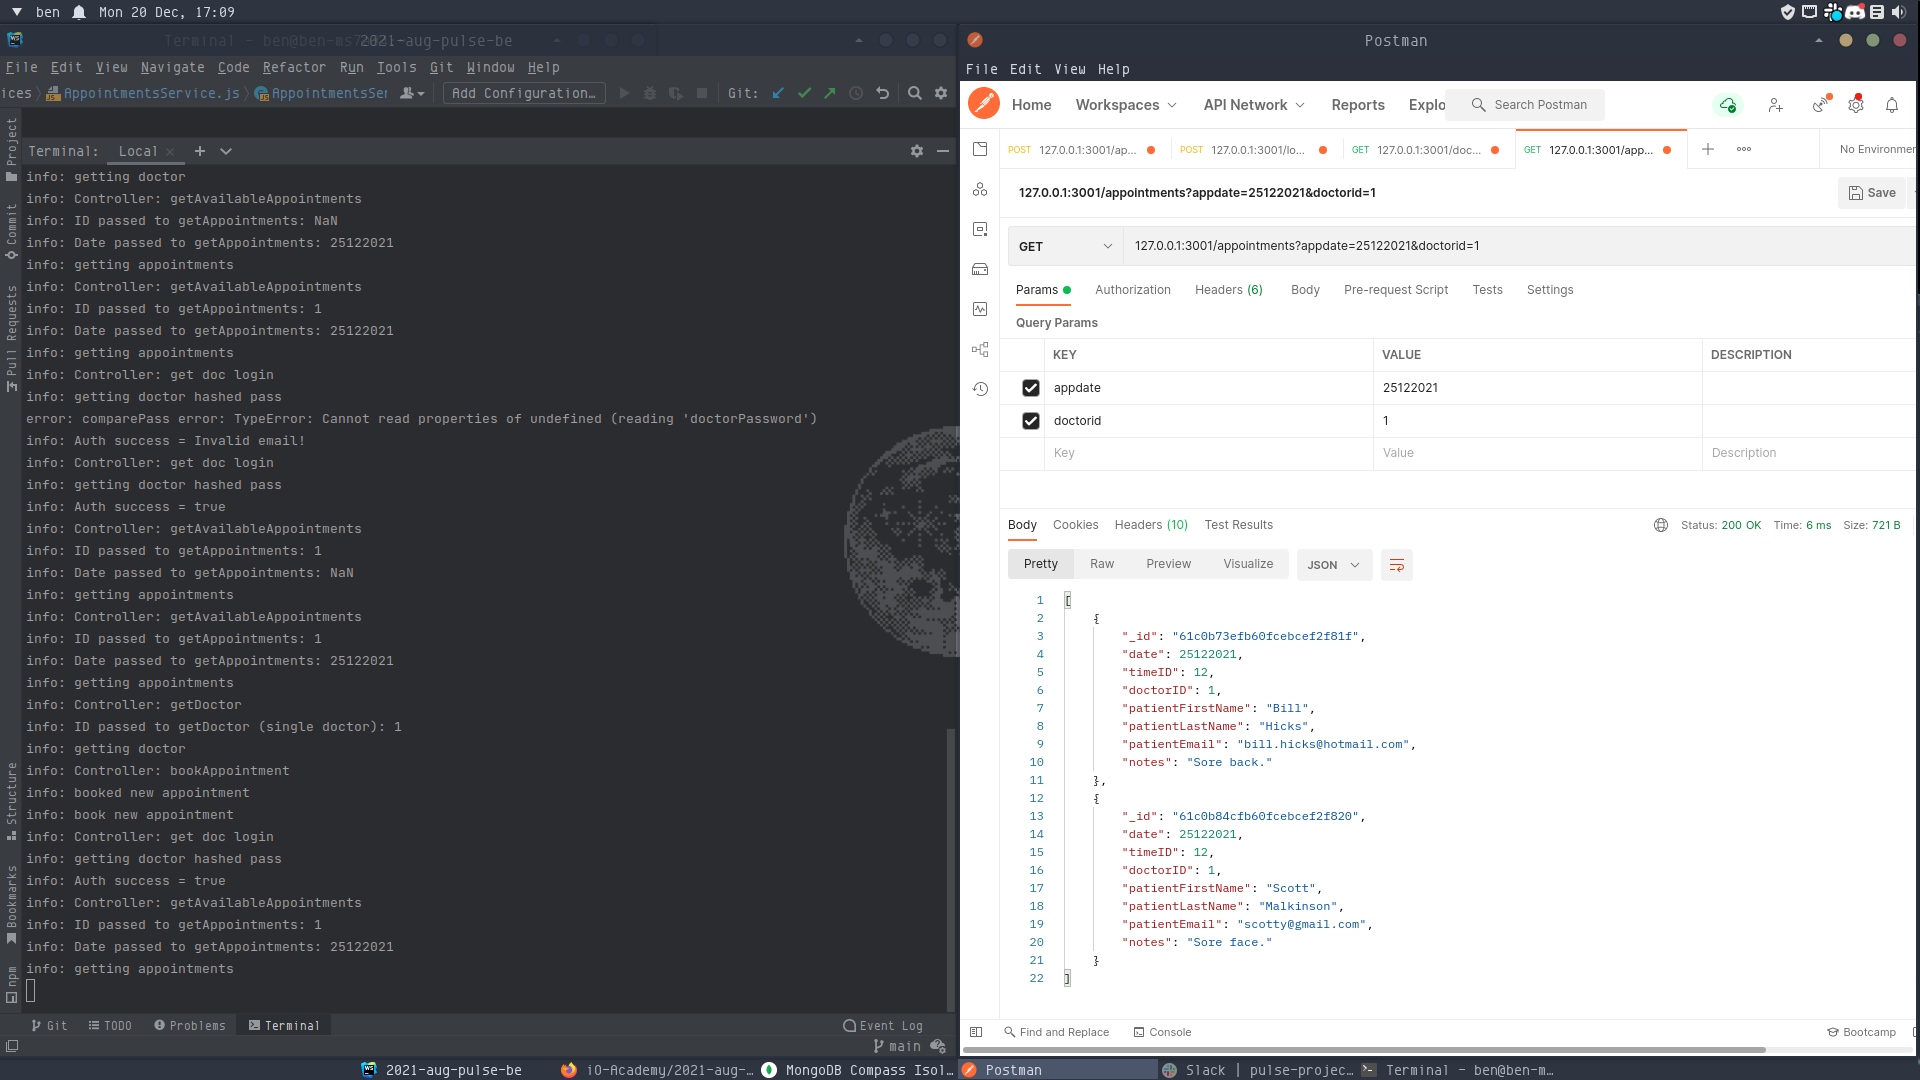 ben Mon 20 Dec, 17:09
2021-aug-pulse-be
File Edit View Navigate Code Refactor Run Tools Git Window Help
ices AppointmentsService.js AppointmentsSer Add Configuration... Git:
Terminal: Local
Project
Commit
Pull Requests
Structure
Bookmarks
npm
info: getting doctor
info: Controller: getAvailableAppointments
info: ID passed to getAppointments: NaN
info: Date passed to getAppointments: 25122021
info: getting appointments
info: Controller: getAvailableAppointments
info: ID passed to getAppointments: 1
info: Date passed to getAppointments: 25122021
info: getting appointments
info: Controller: get doc login
info: getting doctor hashed pass
error: comparePass error: TypeError: Cannot read properties of undefined (reading 'doctorPassword')
info: Auth success = Invalid email!
info: Controller: get doc login
info: getting doctor hashed pass
info: Auth success = true
info: Controller: getAvailableAppointments
info: ID passed to getAppointments: 1
info: Date passed to getAppointments: NaN
info: getting appointments
info: Controller: getAvailableAppointments
info: ID passed to getAppointments: 1
info: Date passed to getAppointments: 25122021
info: getting appointments
info: Controller: getDoctor
info: ID passed to getDoctor (single doctor): 1
info: getting doctor
info: Controller: bookAppointment
info: booked new appointment
info: book new appointment
info: Controller: get doc login
info: getting doctor hashed pass
info: Auth success = true
info: Controller: getAvailableAppointments
info: ID passed to getAppointments: 1
info: Date passed to getAppointments: 25122021
info: getting appointments
Git TODO Problems Terminal Event Log
main
Postman
File Edit View Help
Home Workspaces API Network Reports Explo Search Postman
POST 127.0.0.1:3001/ap... POST 127.0.0.1:3001/lo... GET 127.0.0.1:3001/doc... GET 127.0.0.1:3001/app... No Environmen
127.0.0.1:3001/appointments?appdate=25122021&doctorid=1 Save
GET 127.0.0.1:3001/appointments?appdate=25122021&doctorid=1
Params Authorization Headers (6) Body Pre-request Script Tests Settings
Query Params
KEY VALUE DESCRIPTION
appdate 25122021
doctorid 1
Key Value Description
Body Cookies Headers (10) Test Results Status: 200 OK Time: 6 ms Size: 721 B
Pretty Raw Preview Visualize JSON
1 [
2 {
3 "_id": "61c0b73efb60fcebcef2f81f",
4 "date": 25122021,
5 "timeID": 12,
6 "doctorID": 1,
7 "patientFirstName": "Bill",
8 "patientLastName": "Hicks",
9 "patientEmail": "bill.hicks@hotmail.com",
10 "notes": "Sore back."
11 },
12 {
13 "_id": "61c0b84cfb60fcebcef2f820",
14 "date": 25122021,
15 "timeID": 12,
16 "doctorID": 1,
17 "patientFirstName": "Scott",
18 "patientLastName": "Malkinson",
19 "patientEmail": "scotty@gmail.com",
20 "notes": "Sore face."
21 }
22 ]
Find and Replace Console Bootcamp
2021-aug-pulse-be iO-Academy/2021-aug-... MongoDB Compass Isol... Postman Slack | pulse-projec... Terminal - ben@ben-m...